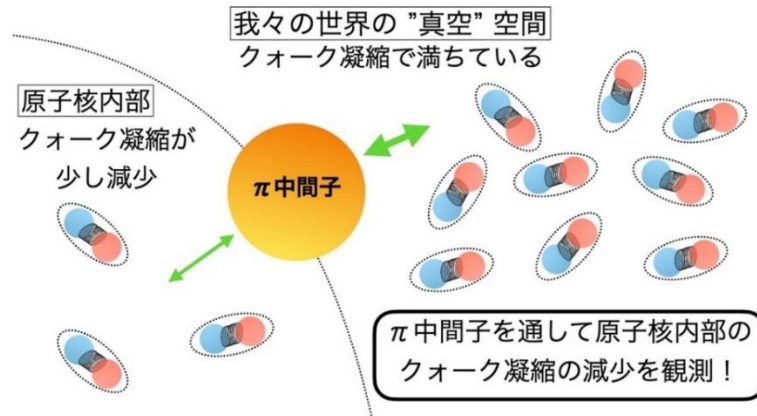 我々の世界の "真空" 空間
クォーク凝縮で満ちている
原子核内部
クォーク凝縮が
少し減少
π中間子
π中間子を通して原子核内部の
クォーク凝縮の減少を観測！